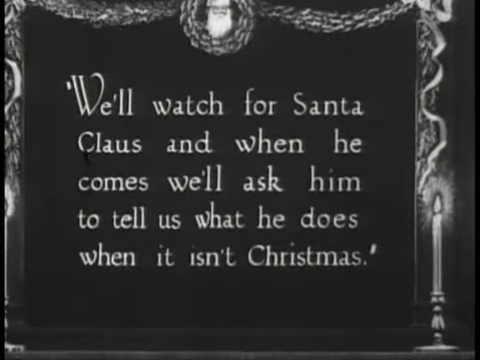 "We'll watch for Santa
Claus and when he
comes we'll ask him
to tell us what he does
when it isn't Christmas."